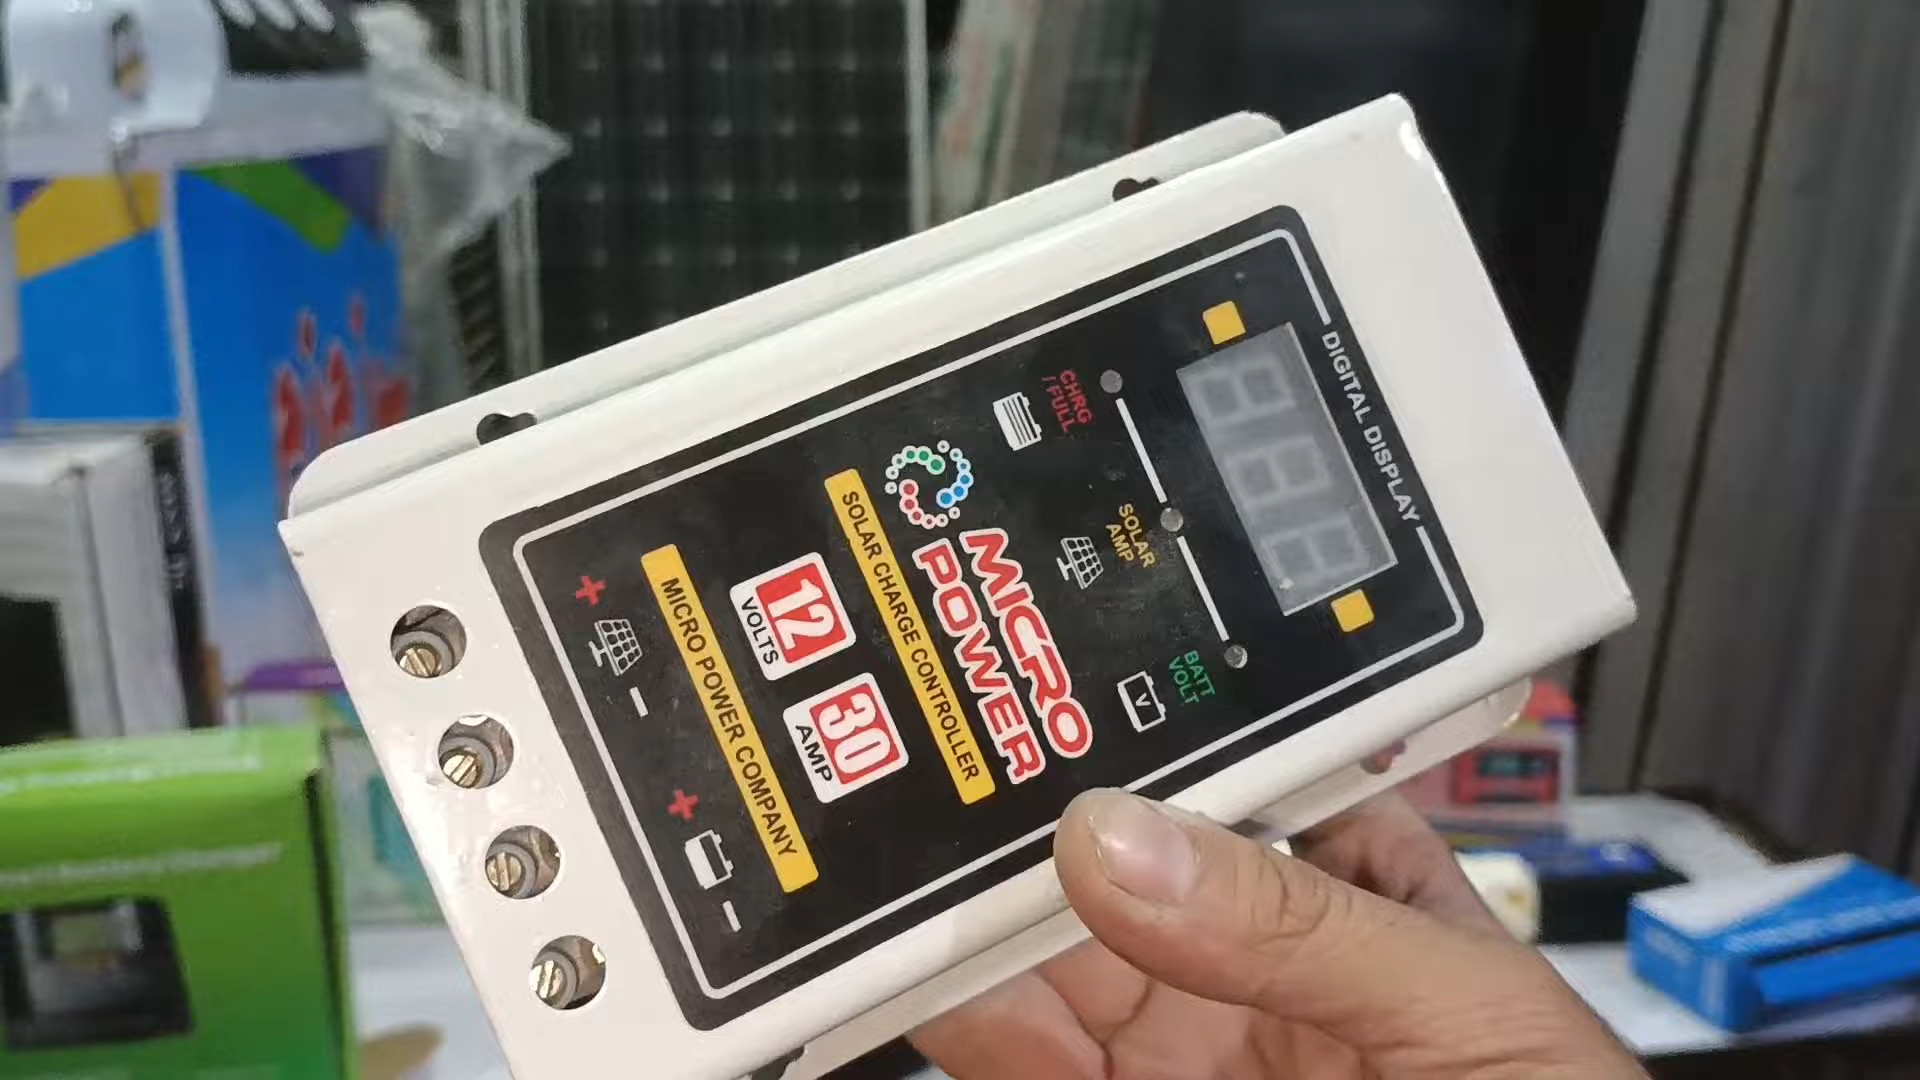 DIGITAL DISPLAY
CHRG
/ FULL
SOLAR
AMP
BATT
VOLT
V
MICRO
POWER
SOLAR CHARGE CONTROLLER
12
VOLTS
30
AMP
MICRO POWER COMPANY
+
-
+
-